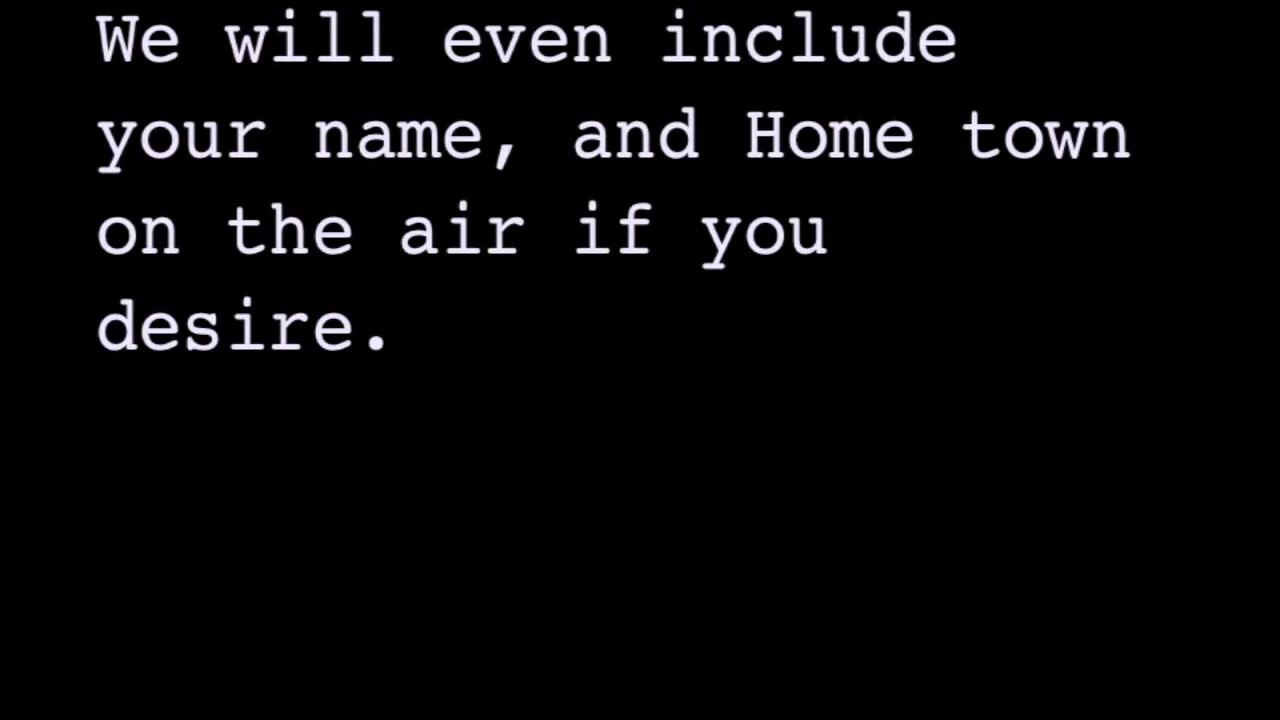 We will even include
your name, and Home town
on the air if you
desire.